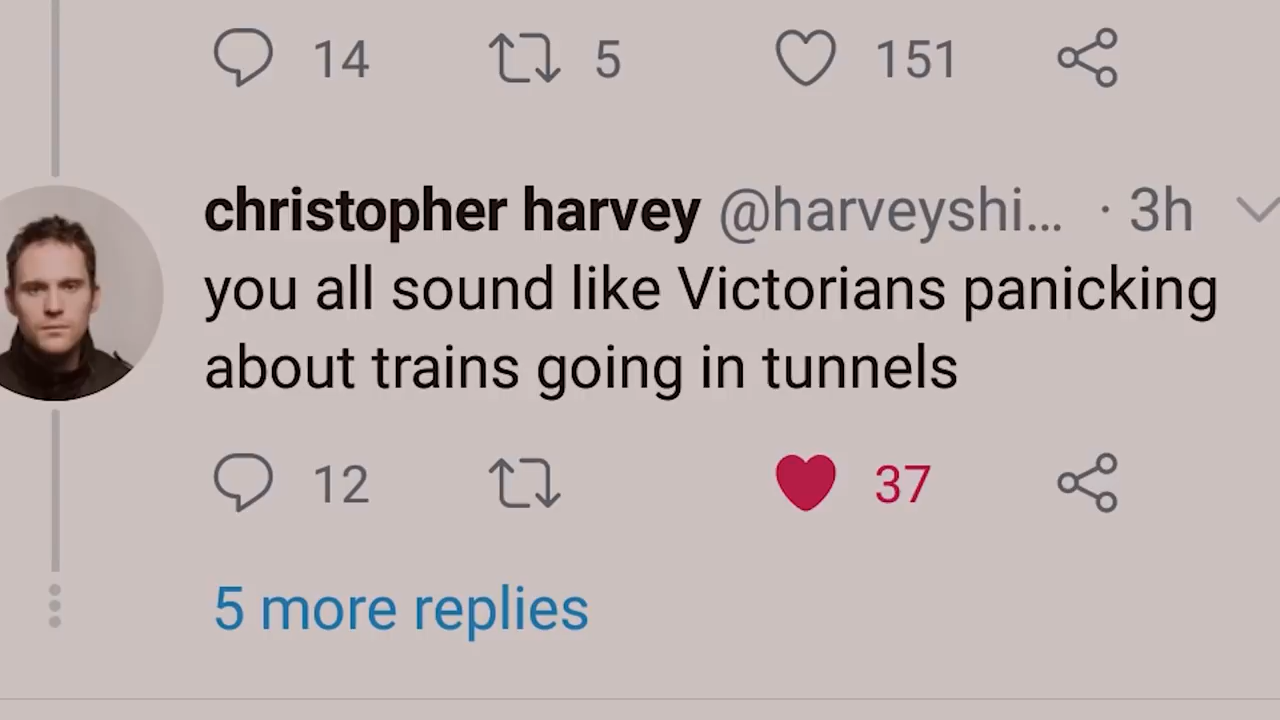 14 5 151
christopher harvey @harveyshi... · 3h
you all sound like Victorians panicking
about trains going in tunnels
12 37
5 more replies